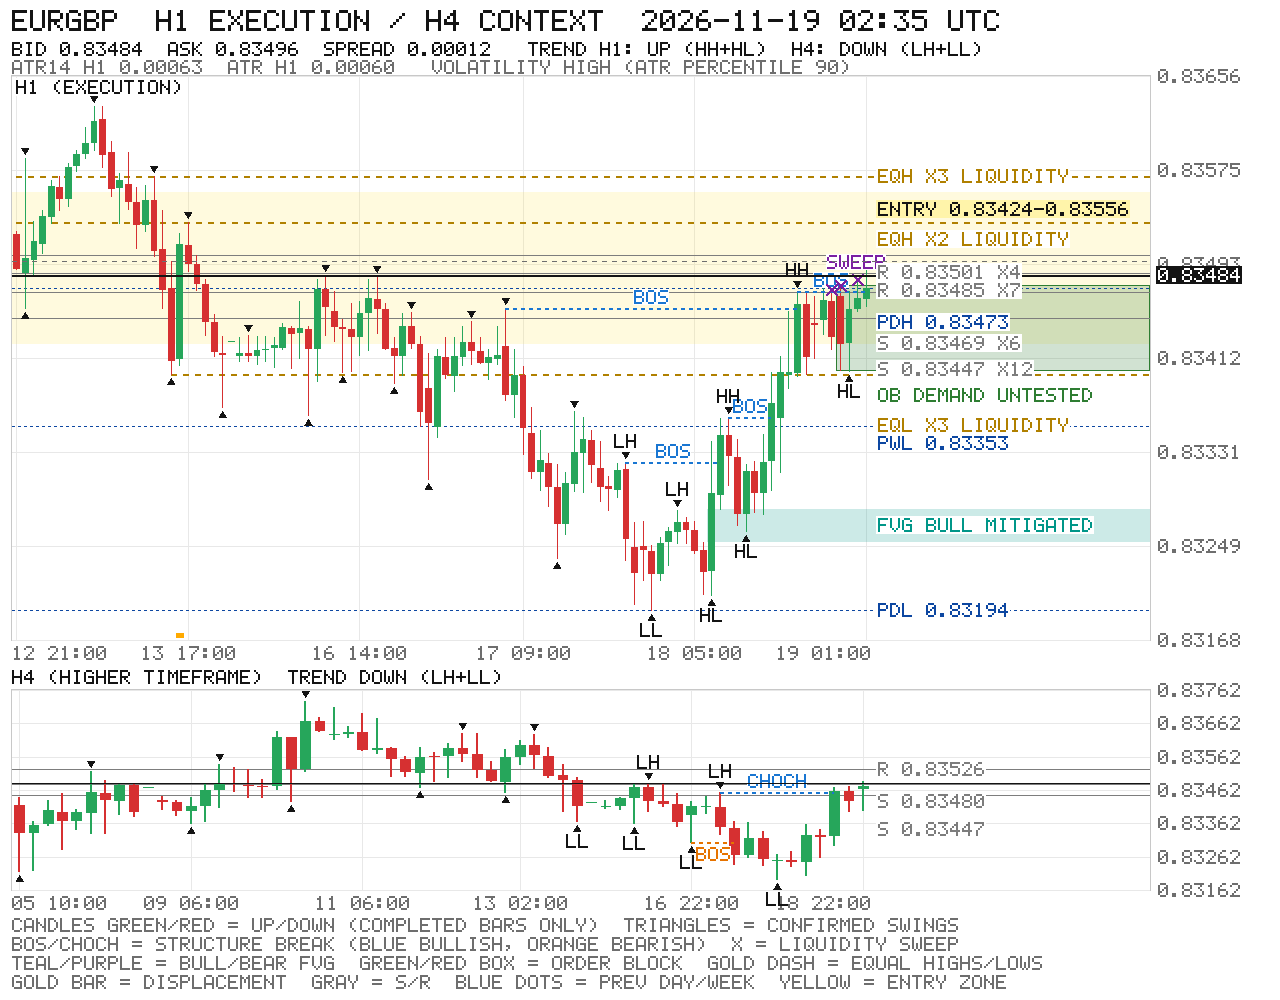 EURGBP  H1 EXECUTION / H4 CONTEXT  2026-11-19 02:35 UTC
BID 0.83484  ASK 0.83496  SPREAD 0.00012  TREND H1: UP (HH+HL)  H4: DOWN (LH+LL)
ATR14 H1 0.00063  ATR H1 0.00060  VOLATILITY HIGH (ATR PERCENTILE 90)
H1 (EXECUTION)
0.83656
0.83575
EQH X3 LIQUIDITY
ENTRY 0.83424-0.83556
EQH X2 LIQUIDITY
SWEEP
0.83493
HH
R 0.83501 X4
0.83484
BOS
R 0.83485 X7
BOS
PDH 0.83473
S 0.83469 X6
0.83412
S 0.83447 X12
HL
OB DEMAND UNTESTED
HH
BOS
EQL X3 LIQUIDITY
LH
PWL 0.83353
BOS
0.83331
LH
FVG BULL MITIGATED
HL
0.83249
HL
PDL 0.83194
LL
0.83168
12 21:00  13 17:00  16 14:00  17 09:00  18 05:00  19 01:00
H4 (HIGHER TIMEFRAME)  TREND DOWN (LH+LL)
0.83762
0.83662
0.83562
LH
LH
R 0.83526
CHOCH
0.83462
S 0.83480
0.83362
S 0.83447
LL
LL
BOS
LL
0.83262
LL
0.83162
05 10:00  09 06:00  11 06:00  13 02:00  16 22:00  18 22:00
CANDLES GREEN/RED = UP/DOWN (COMPLETED BARS ONLY)  TRIANGLES = CONFIRMED SWINGS
BOS/CHOCH = STRUCTURE BREAK (BLUE BULLISH, ORANGE BEARISH)  X = LIQUIDITY SWEEP
TEAL/PURPLE = BULL/BEAR FVG  GREEN/RED BOX = ORDER BLOCK  GOLD DASH = EQUAL HIGHS/LOWS
GOLD BAR = DISPLACEMENT  GRAY = S/R  BLUE DOTS = PREV DAY/WEEK  YELLOW = ENTRY ZONE